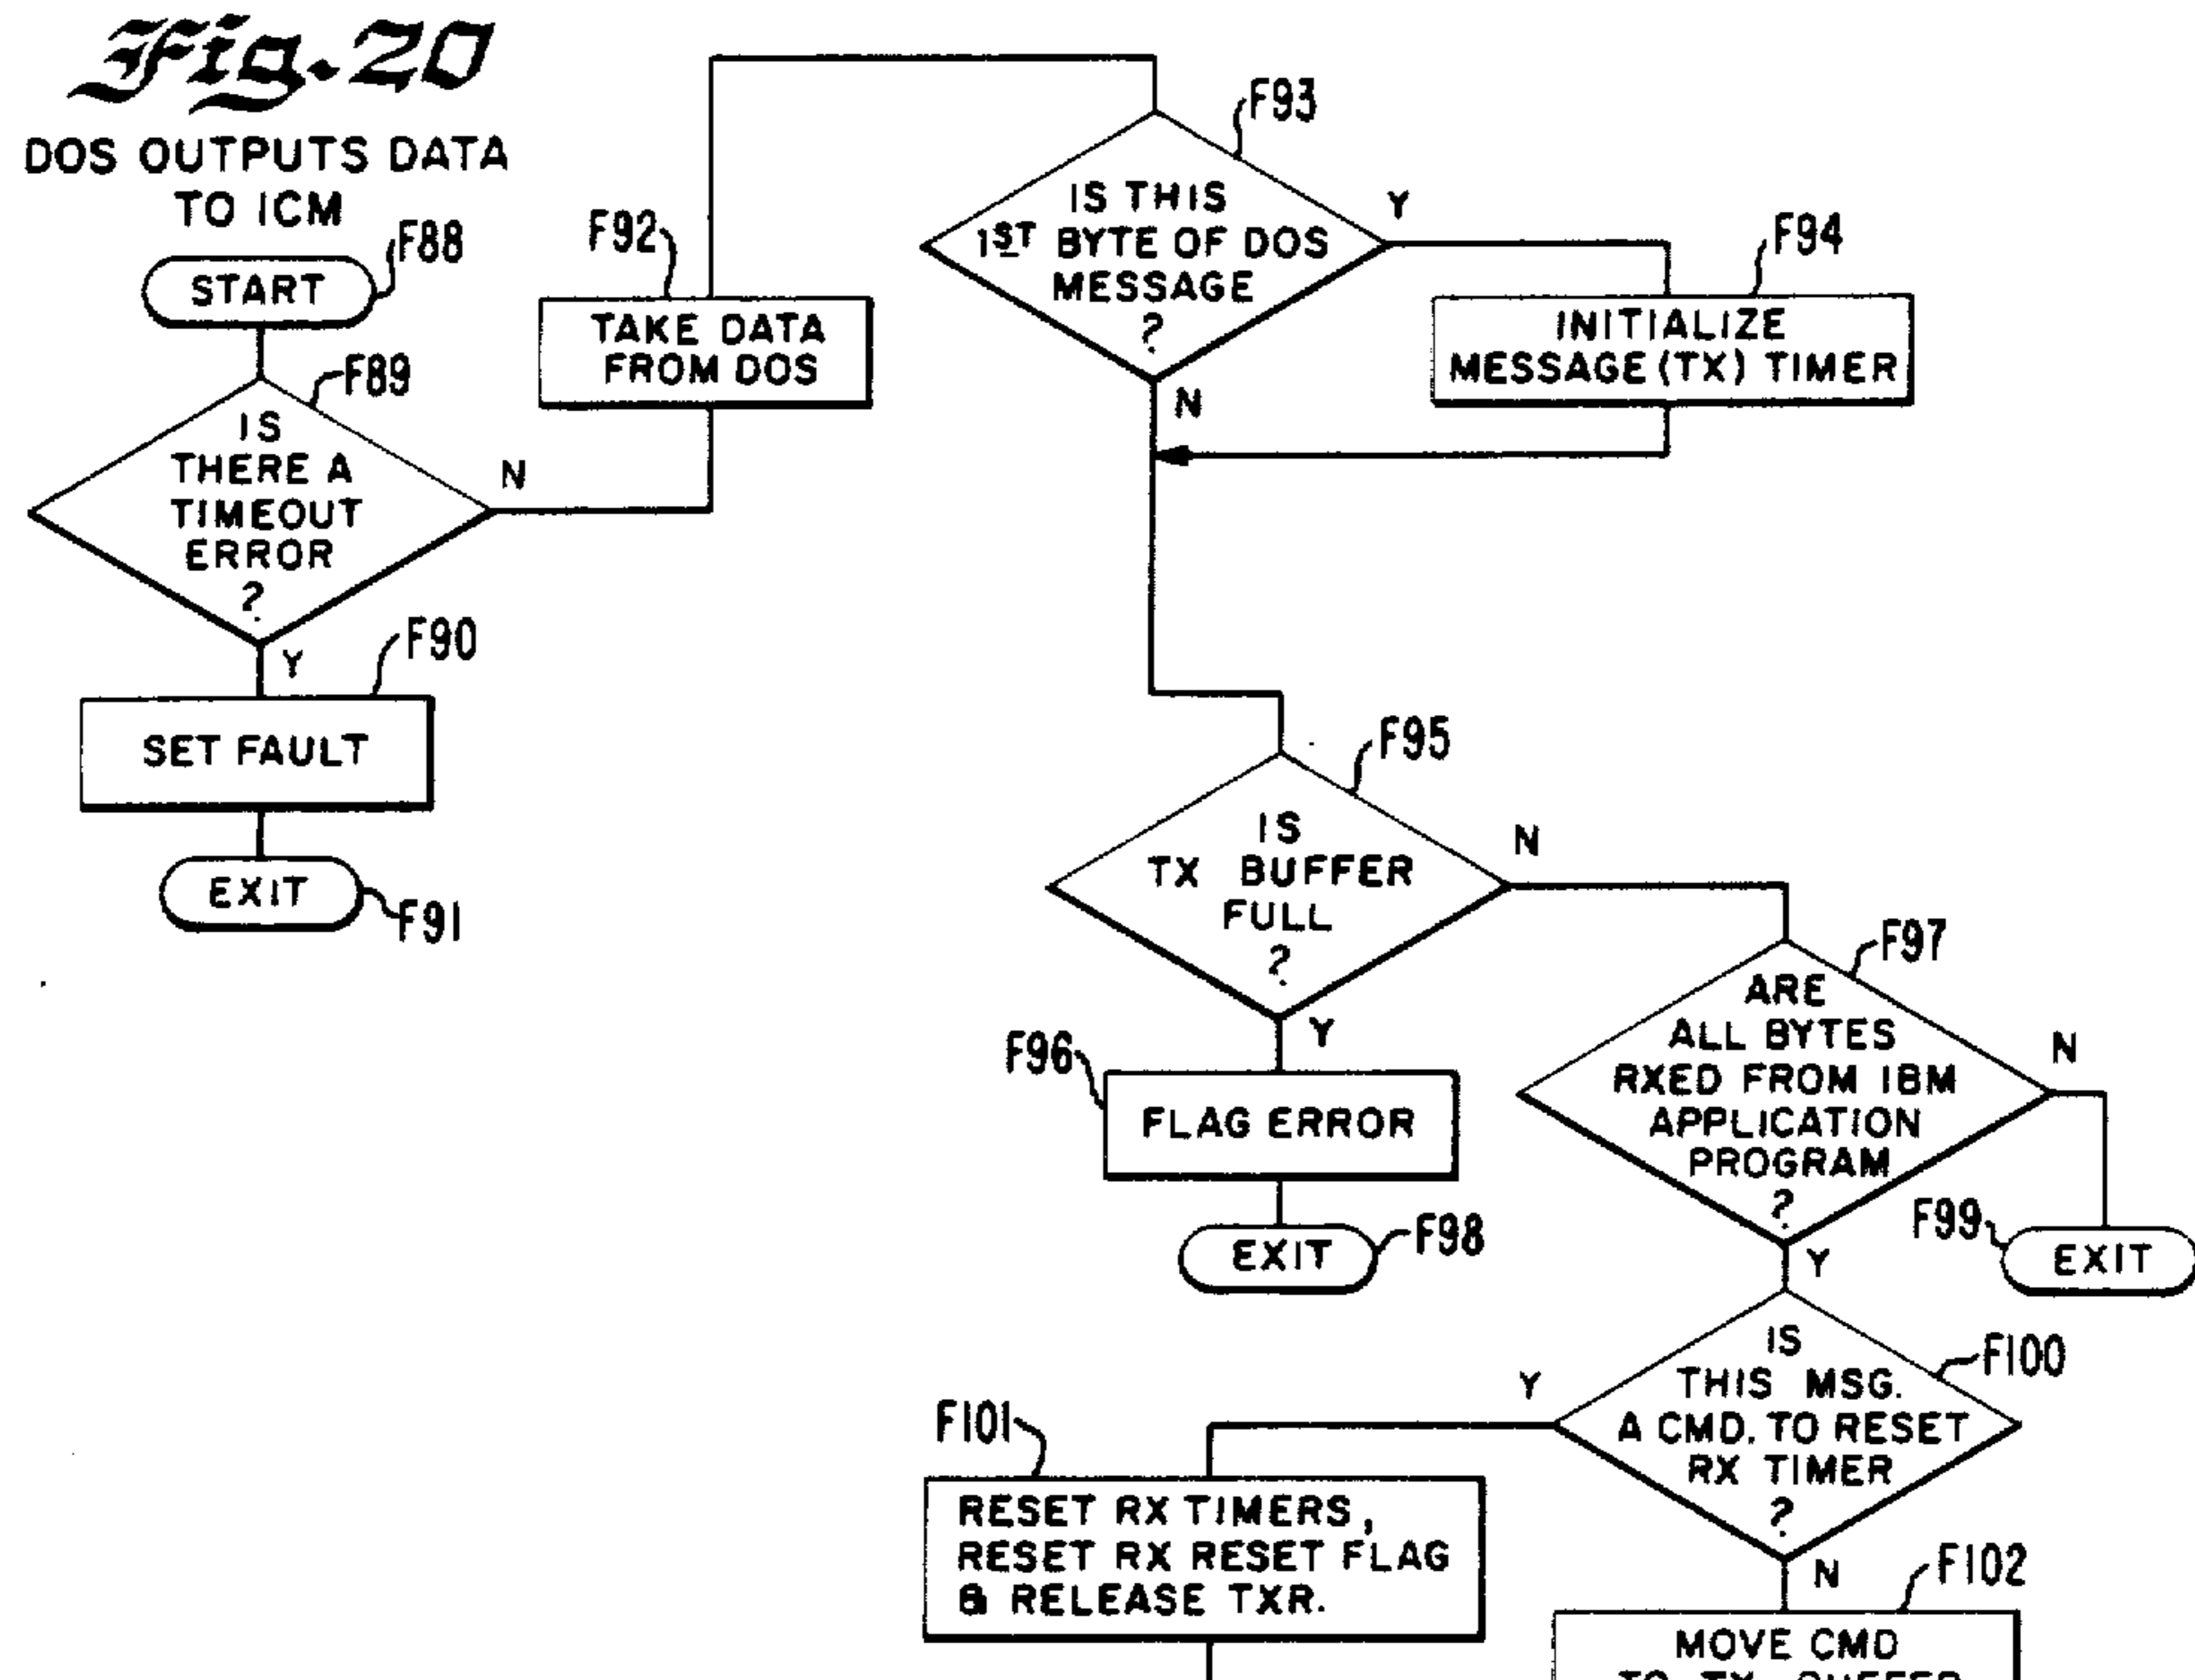 Fig. 20
DOS OUTPUTS DATA
TO ICM
F88
START
F89
IS
THERE A
TIMEOUT
ERROR
?
N
Y
F90
SET FAULT
EXIT
F91
F92
TAKE DATA
FROM DOS
F93
IS THIS
1ST BYTE OF DOS
MESSAGE
?
Y
N
F94
INITIALIZE
MESSAGE (TX) TIMER
F95
IS
TX BUFFER
FULL
?
N
Y
F96
FLAG ERROR
EXIT
F98
F97
ARE
ALL BYTES
RXED FROM IBM
APPLICATION
PROGRAM
?
N
Y
F99
EXIT
F100
IS
THIS MSG.
A CMD. TO RESET
RX TIMER
?
Y
N
F101
RESET RX TIMERS,
RESET RX RESET FLAG
& RELEASE TXR.
F102
MOVE CMD
TO TX BUFFER